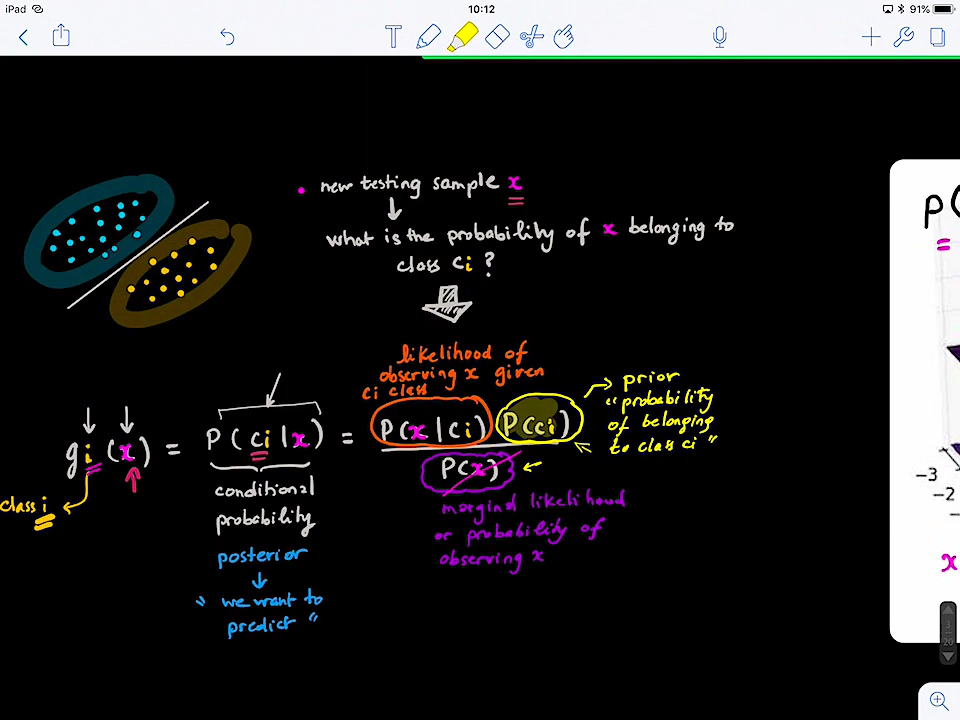 iPad
10:12
91%
T
new testing sample x
what is the probability of x belonging to
class ci ?
likelihood of
observing x given
ci class
prior
"probability
of belonging
to class ci"
gi (x) = P ( ci | x ) = P(x | ci) P(ci)
P(x)
class i
conditional
probability
posterior
"we want to
predict"
marginal likelihood
or probability of
observing x
P(
=
-3
-2
-
x
3
20